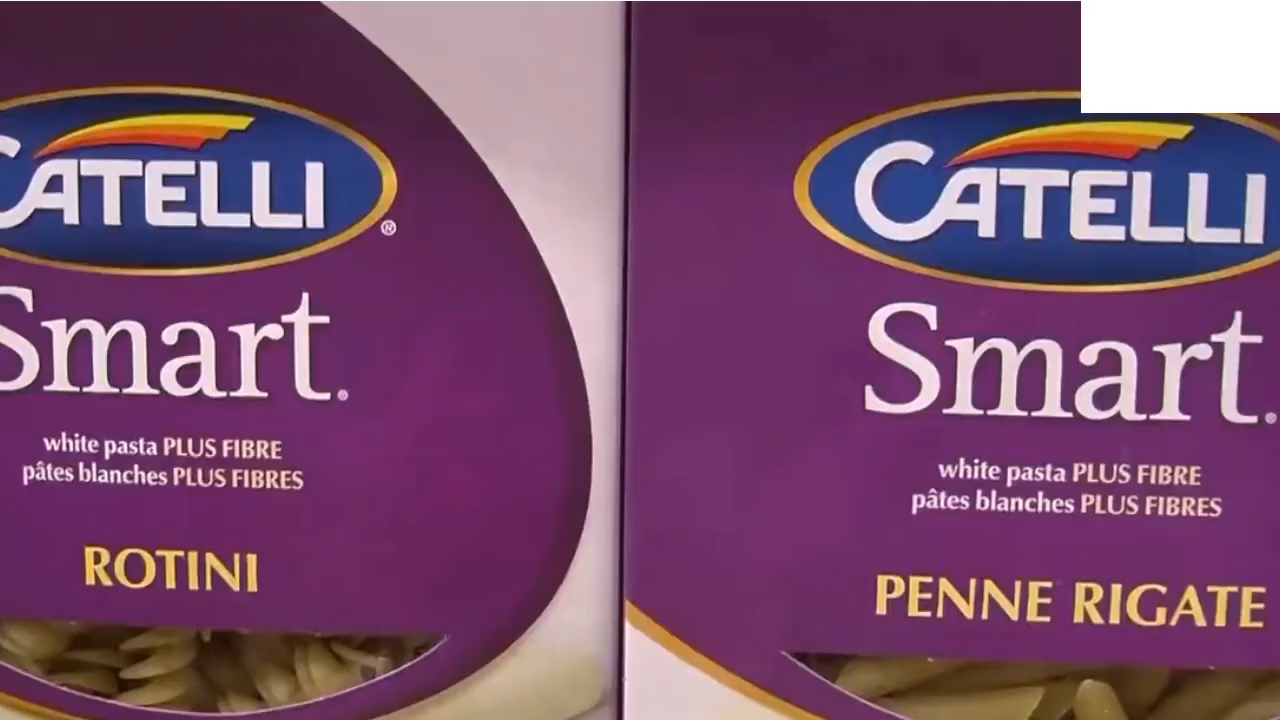 CATELLI
®
Smart.
white pasta PLUS FIBRE
pâtes blanches PLUS FIBRES
ROTINI
CATELLI
Smart.
white pasta PLUS FIBRE
pâtes blanches PLUS FIBRES
PENNE RIGATE